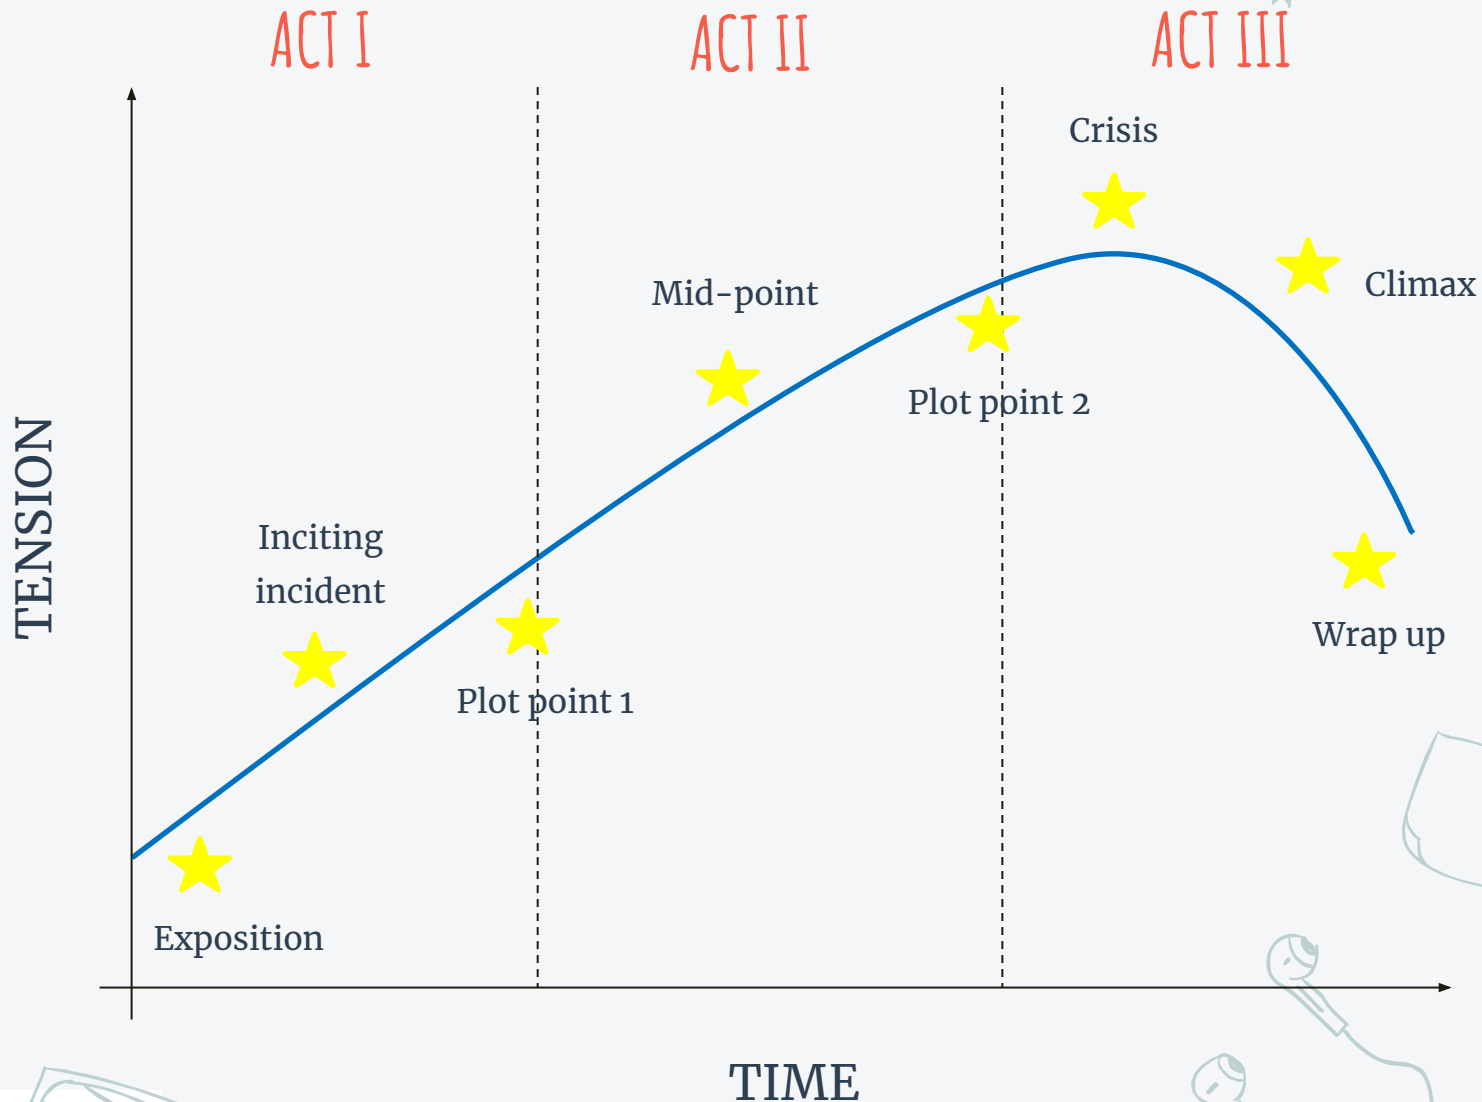 ACT I
ACT II
ACT III
Crisis
Mid-point
Climax
Plot point 2
TENSION
Inciting
incident
Wrap up
Plot point 1
Exposition
TIME